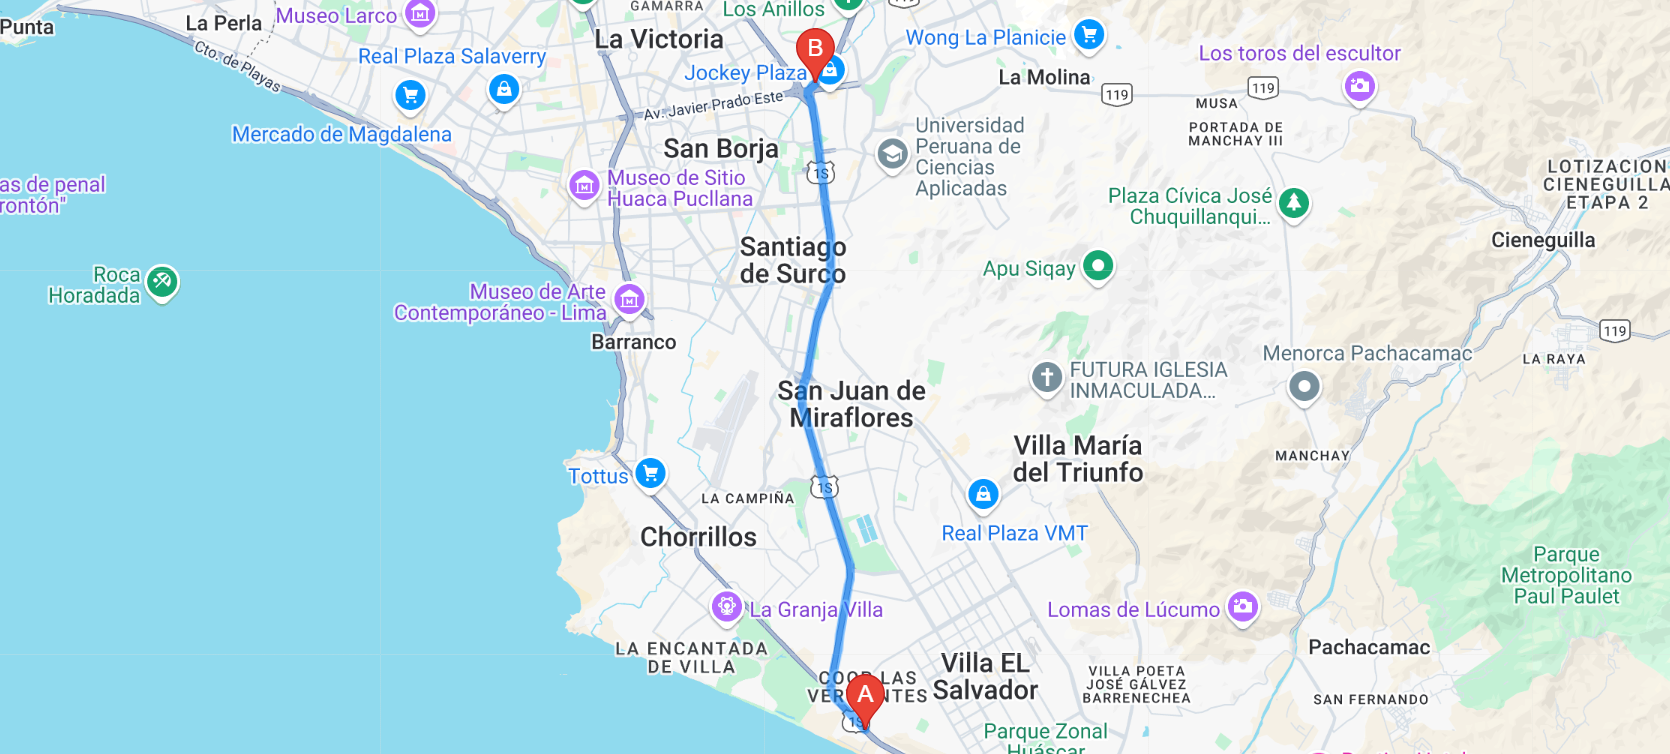 Punta
La Perla
Museo Larco
GAMARRA
Los Anillos
La Victoria
Cto. de Playas
Real Plaza Salaverry
Jockey Plaza
B
Wong La Planicie
La Molina
Los toros del escultor
119
119
MUSA
PORTADA DE
MANCHAY III
Mercado de Magdalena
Av. Javier Prado Este
San Borja
1S
Universidad
Peruana de
Ciencias
Aplicadas
Museo de Sitio
Huaca Pucllana
as de penal
rontón"
Plaza Cívica José
Chuquillanqui...
LOTIZACION
CIENEGUILLA
ETAPA 2
Cieneguilla
Santiago
de Surco
Roca
Horadada
Apu Siqay
Museo de Arte
Contemporáneo - Lima
Barranco
119
LA RAYA
Menorca Pachacamac
FUTURA IGLESIA
INMACULADA...
San Juan de
Miraflores
Villa María
del Triunfo
MANCHAY
Tottus
LA CAMPIÑA
1S
Chorrillos
Real Plaza VMT
Parque
Metropolitano
Paul Paulet
La Granja Villa
Lomas de Lúcumo
LA ENCANTADA
DE VILLA
Pachacamac
COOP LAS
VERTIENTES
A
1S
Villa EL
Salvador
VILLA POETA
JOSÉ GÁLVEZ
BARRENECHEA
SAN FERNANDO
Parque Zonal
Huáscar